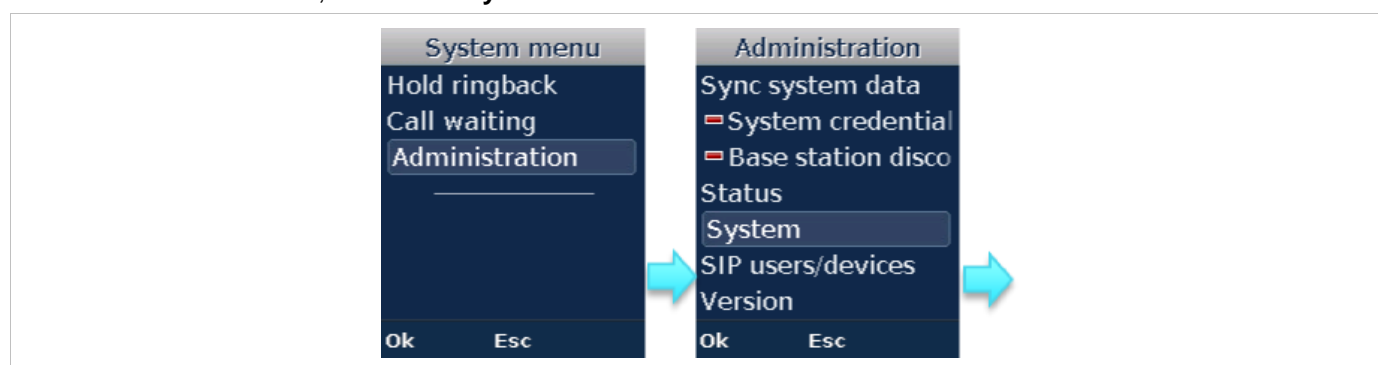 System menu
Hold ringback
Call waiting
Administration
Ok Esc
Administration
Sync system data
System credential
Base station disco
Status
System
SIP users/devices
Version
Ok Esc